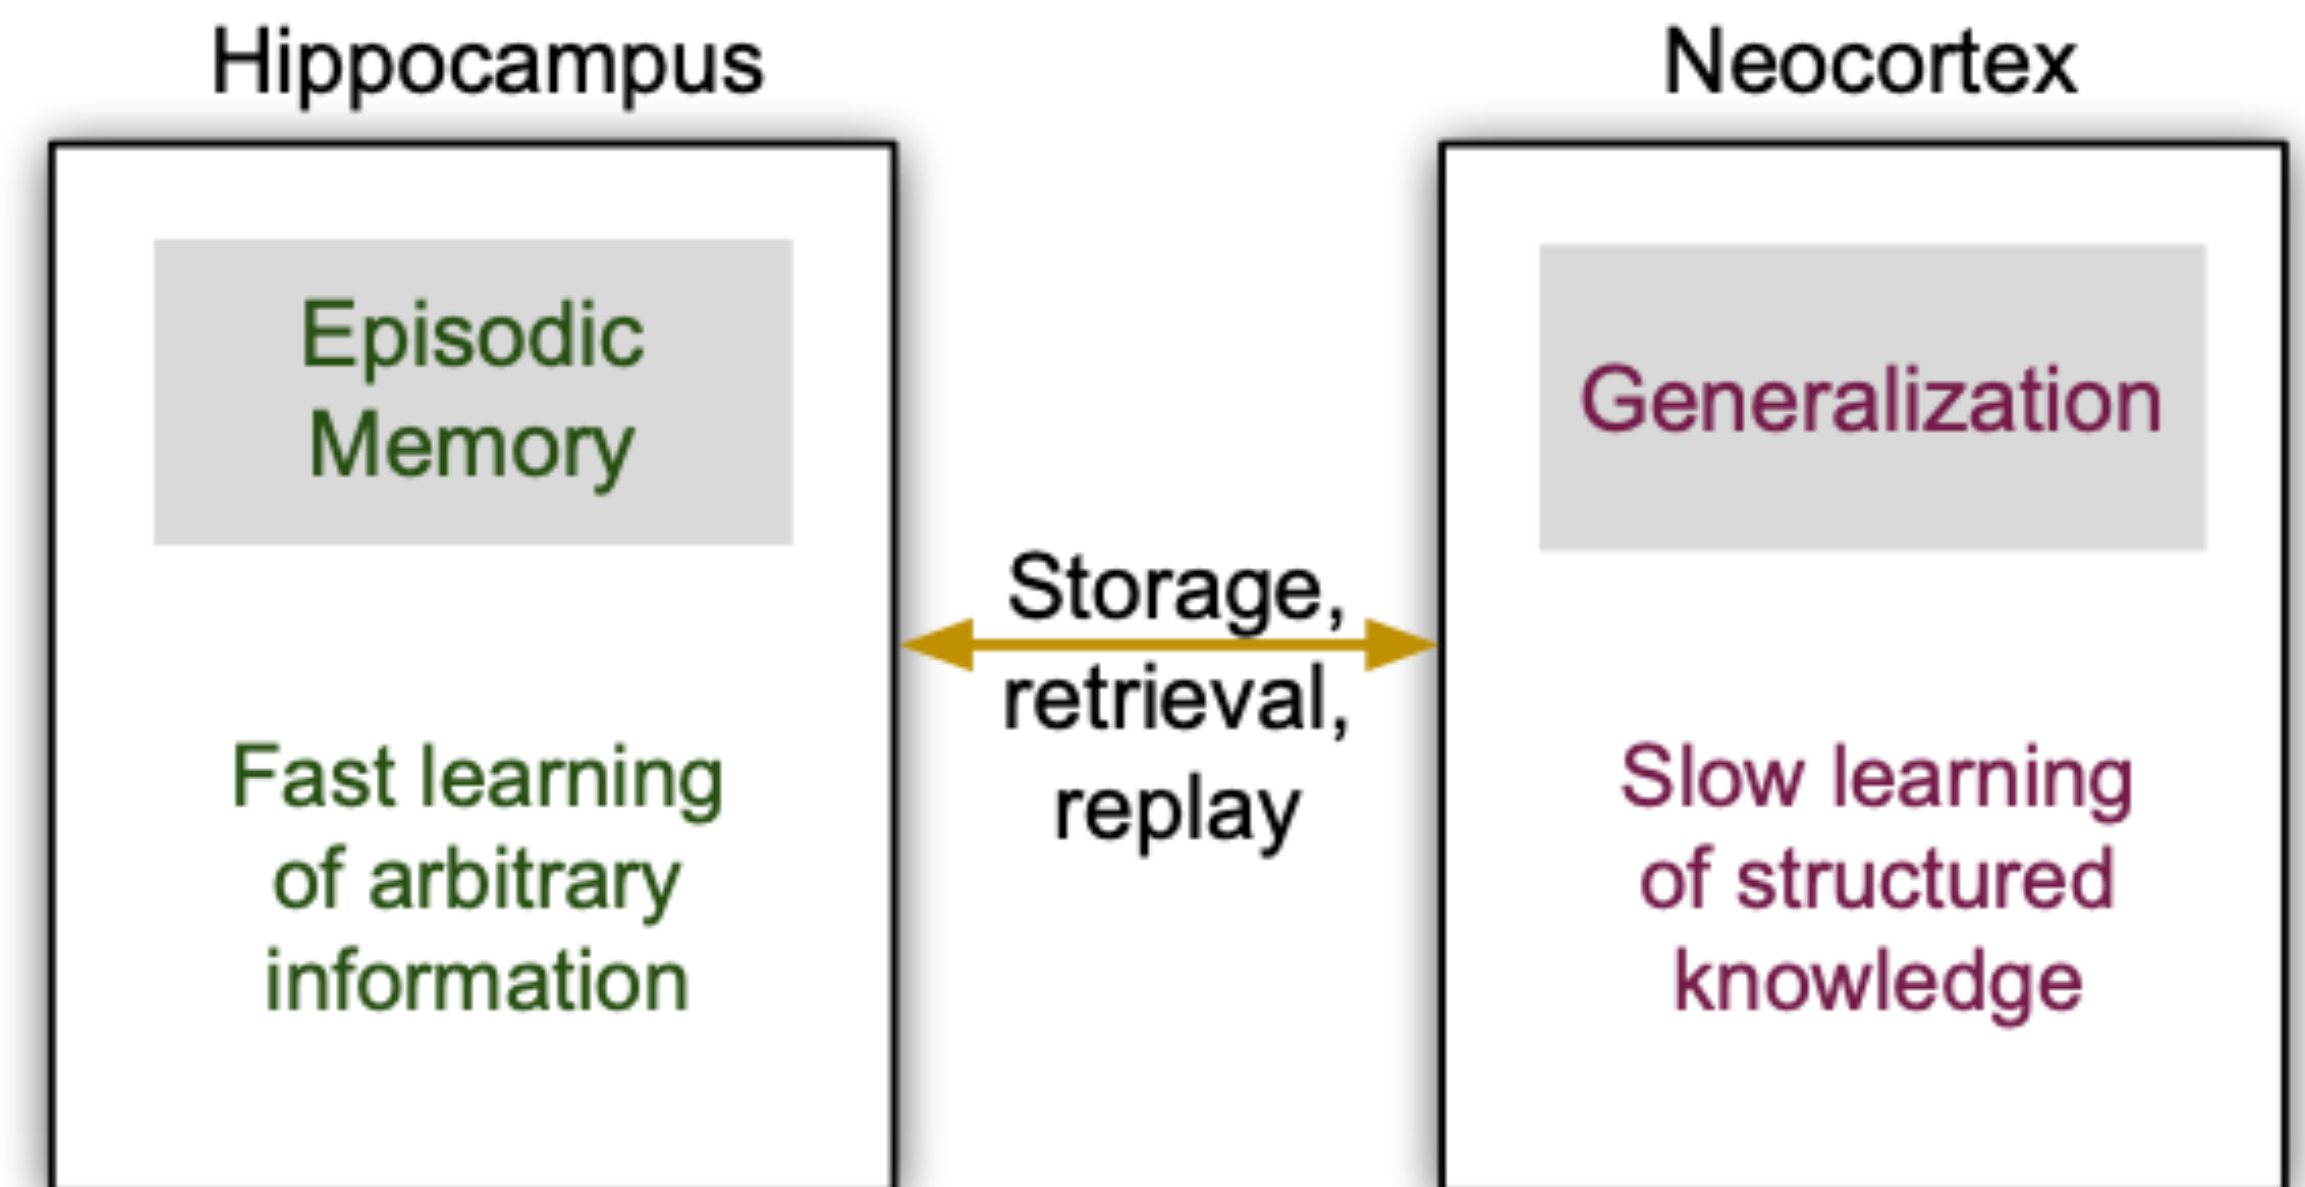 Hippocampus
Episodic
Memory
Fast learning
of arbitrary
information
Storage,
retrieval,
replay
Neocortex
Generalization
Slow learning
of structured
knowledge